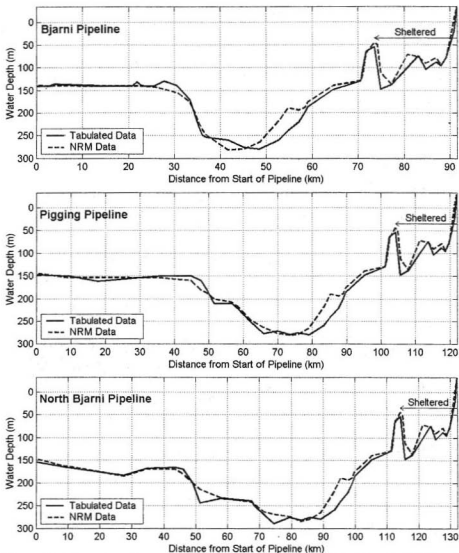 Bjarni Pipeline
Sheltered
Water Depth (m)
0
50
100
150
200
250
300
Tabulated Data
NRM Data
0 10 20 30 40 50 60 70 80 90
Distance from Start of Pipeline (km)
Pigging Pipeline
Sheltered
Water Depth (m)
0
50
100
150
200
250
300
Tabulated Data
NRM Data
0 10 20 30 40 50 60 70 80 90 100 110 120
Distance from Start of Pipeline (km)
North Bjarni Pipeline
Sheltered
Water Depth (m)
0
50
100
150
200
250
300
Tabulated Data
NRM Data
0 10 20 30 40 50 60 70 80 90 100 110 120 130
Distance from Start of Pipeline (km)